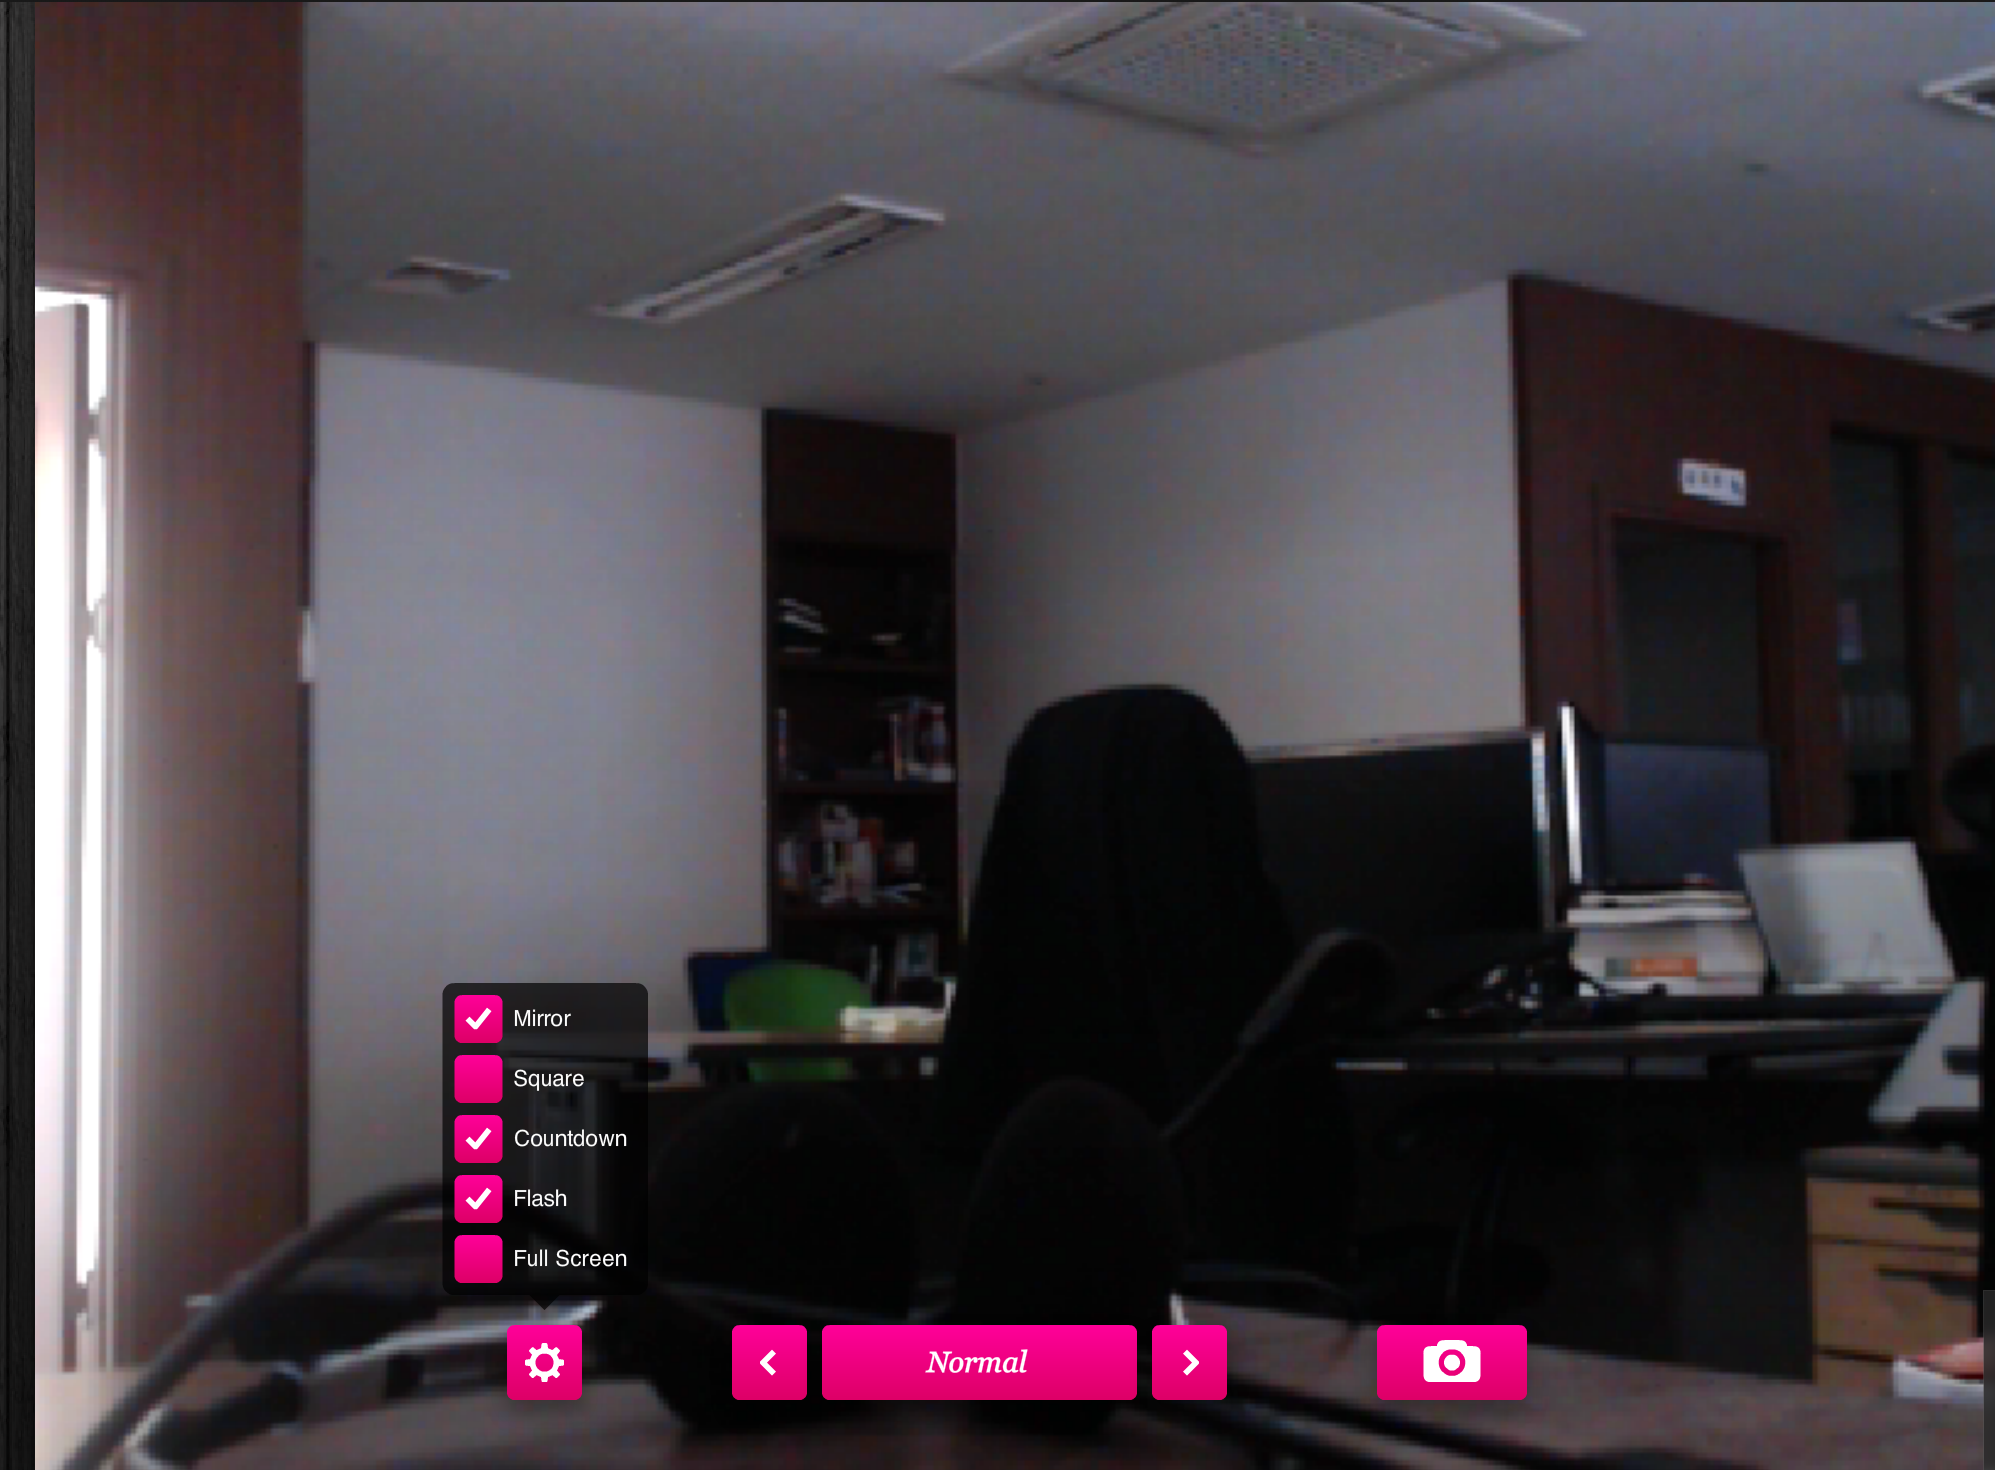 Mirror
Square
Countdown
Flash
Full Screen
Normal